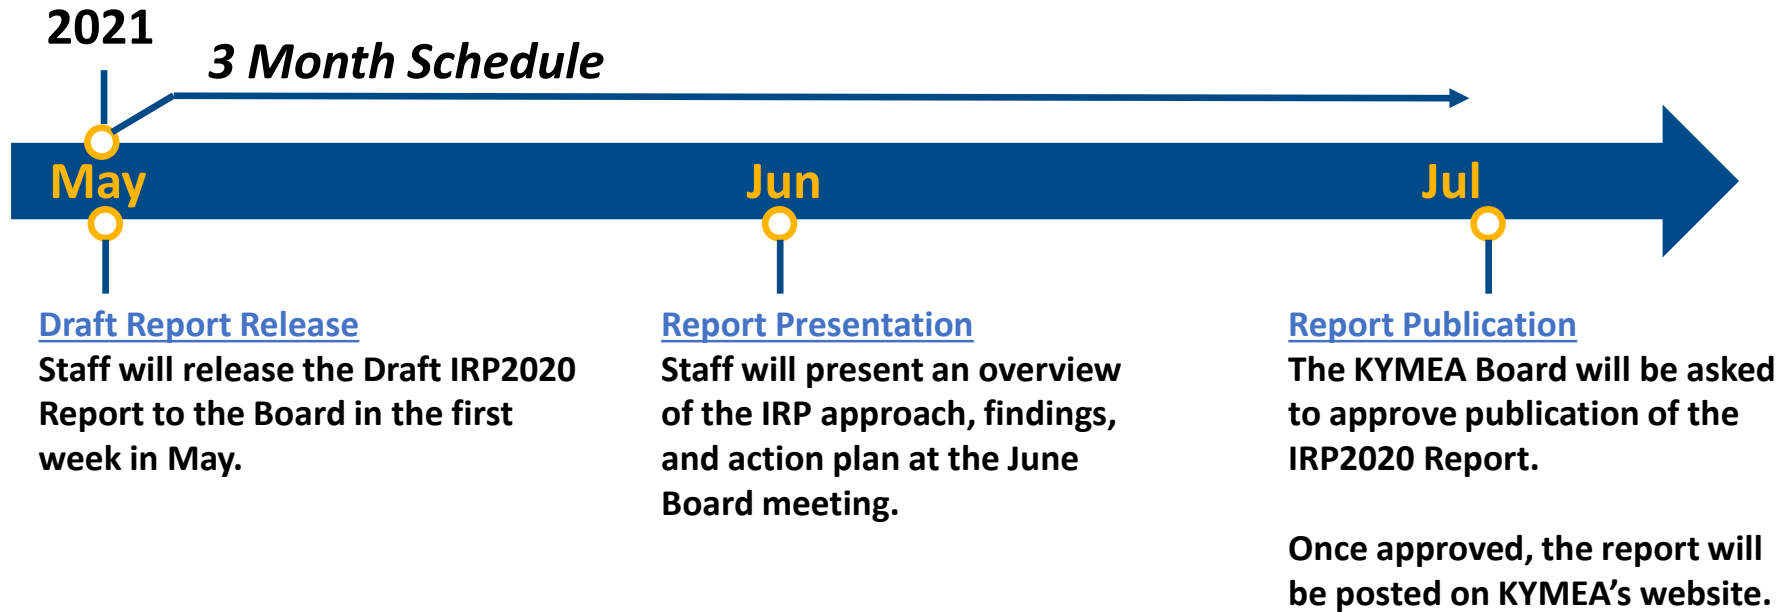 2021
3 Month Schedule
May
Jun
Jul
Draft Report Release
Staff will release the Draft IRP2020
Report to the Board in the first
week in May.
Report Presentation
Staff will present an overview
of the IRP approach, findings,
and action plan at the June
Board meeting.
Report Publication
The KYMEA Board will be asked
to approve publication of the
IRP2020 Report.
Once approved, the report will
be posted on KYMEA’s website.